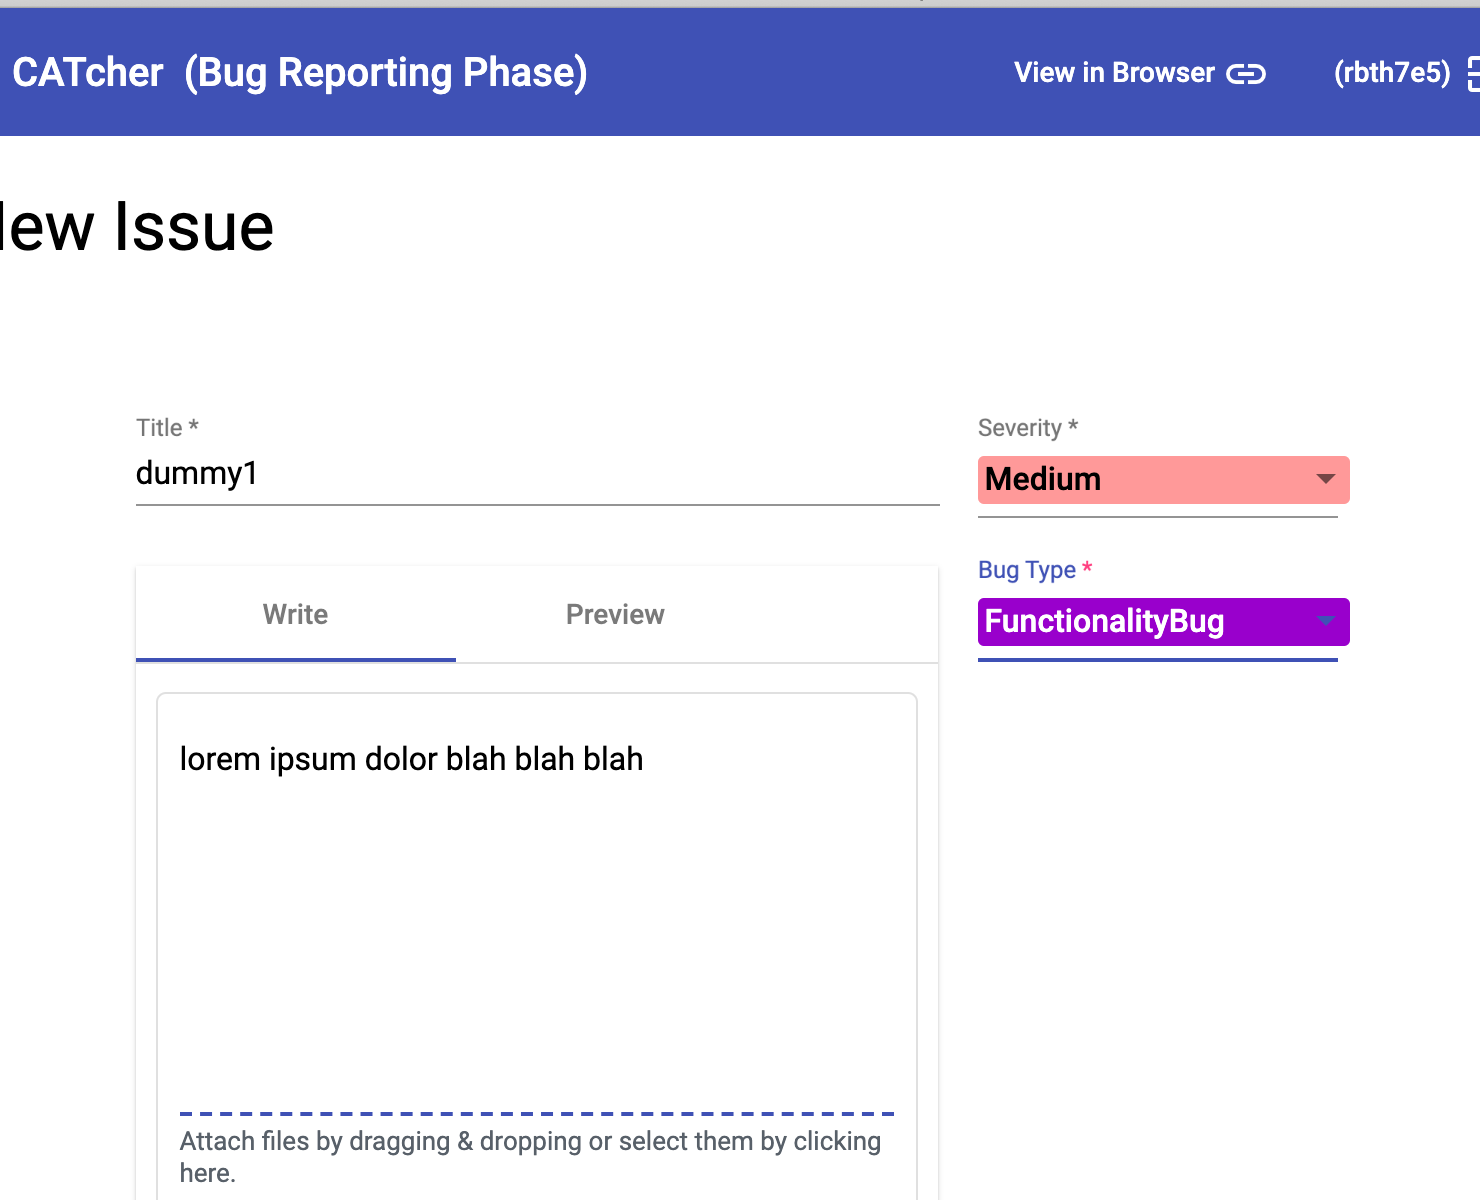 CATcher (Bug Reporting Phase)
View in Browser
(rbth7e5)
ew Issue
Title *
dummy1
Severity *
Medium
Bug Type *
FunctionalityBug
Write
Preview
lorem ipsum dolor blah blah blah
Attach files by dragging & dropping or select them by clicking
here.